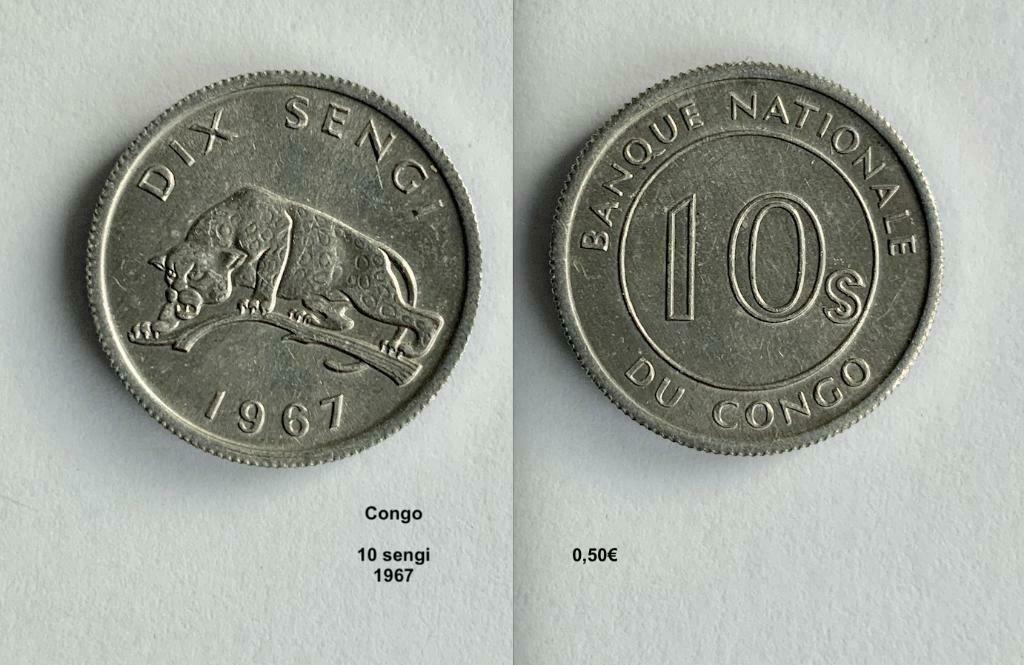 DIX SENGI
1967
BANQUE NATIONALE
10s
DU CONGO
Congo
10 sengi
1967
0,50€